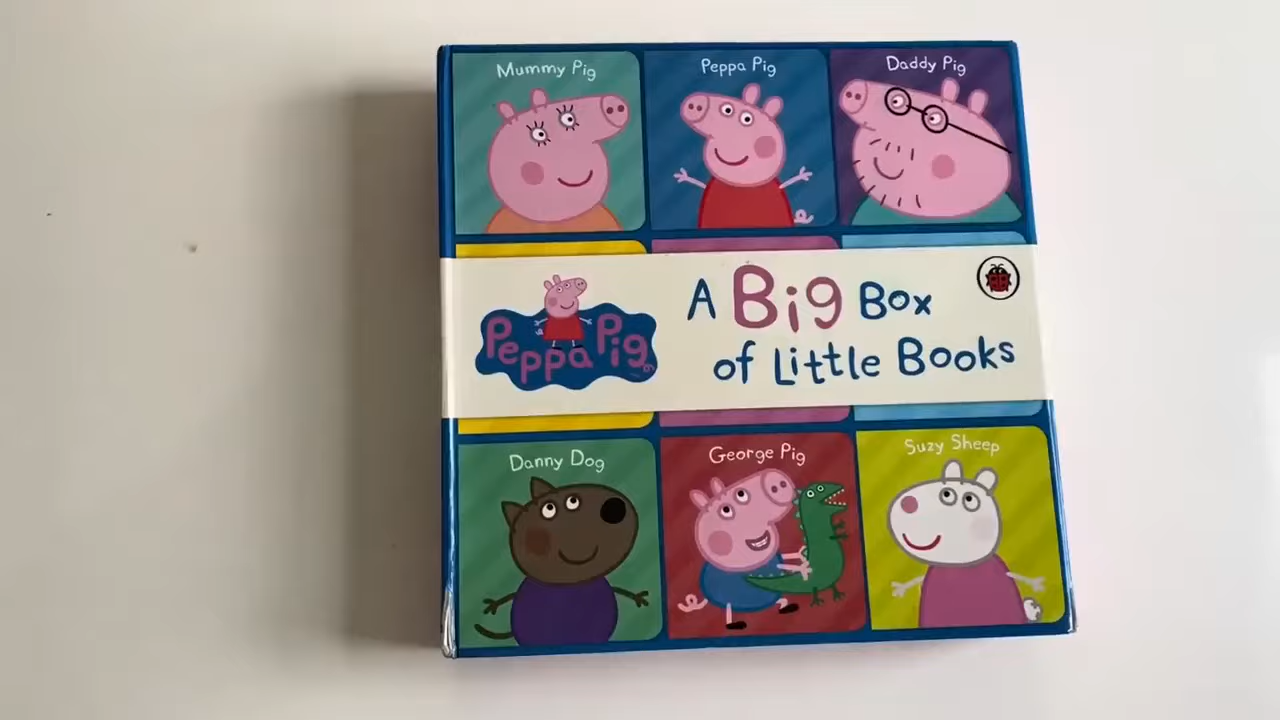 Mummy Pig
Peppa Pig
Daddy Pig
Peppa Pig
A Big Box
of Little Books
Danny Dog
George Pig
Suzy Sheep